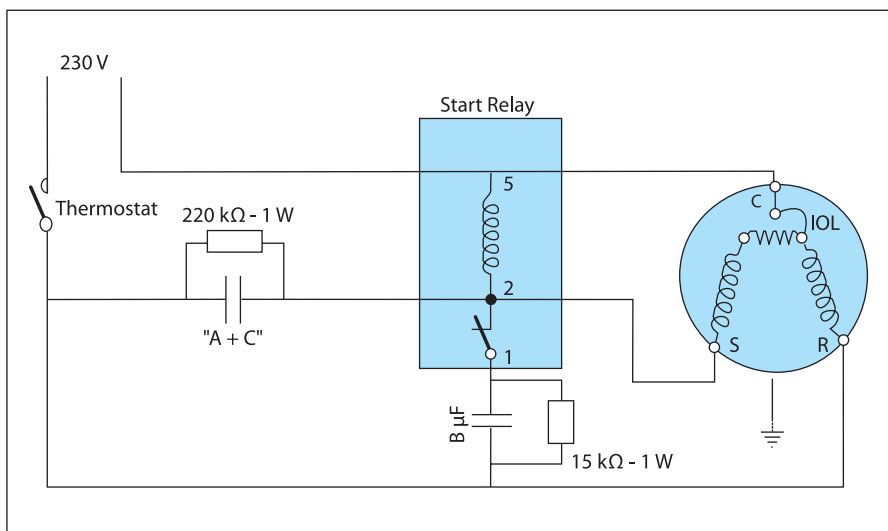 230 V
Start Relay
5
C
IOL
Thermostat
220 kΩ - 1 W
2
"A + C"
1
S
R
B µF
15 kΩ - 1 W